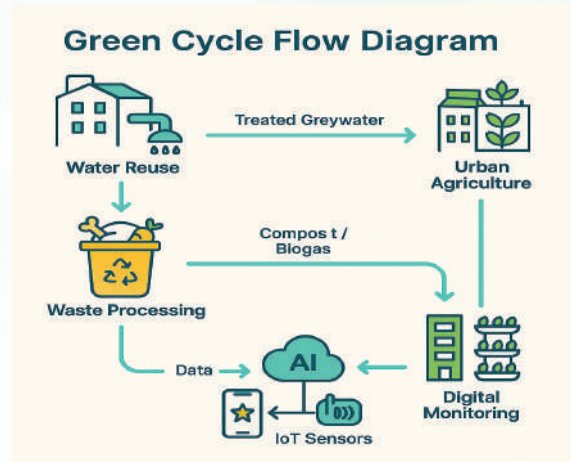 Green Cycle Flow Diagram
Treated Greywater
Water Reuse
Urban
Agriculture
Compos t /
Biogas
Waste Processing
Data
AI
IoT Sensors
Digital
Monitoring